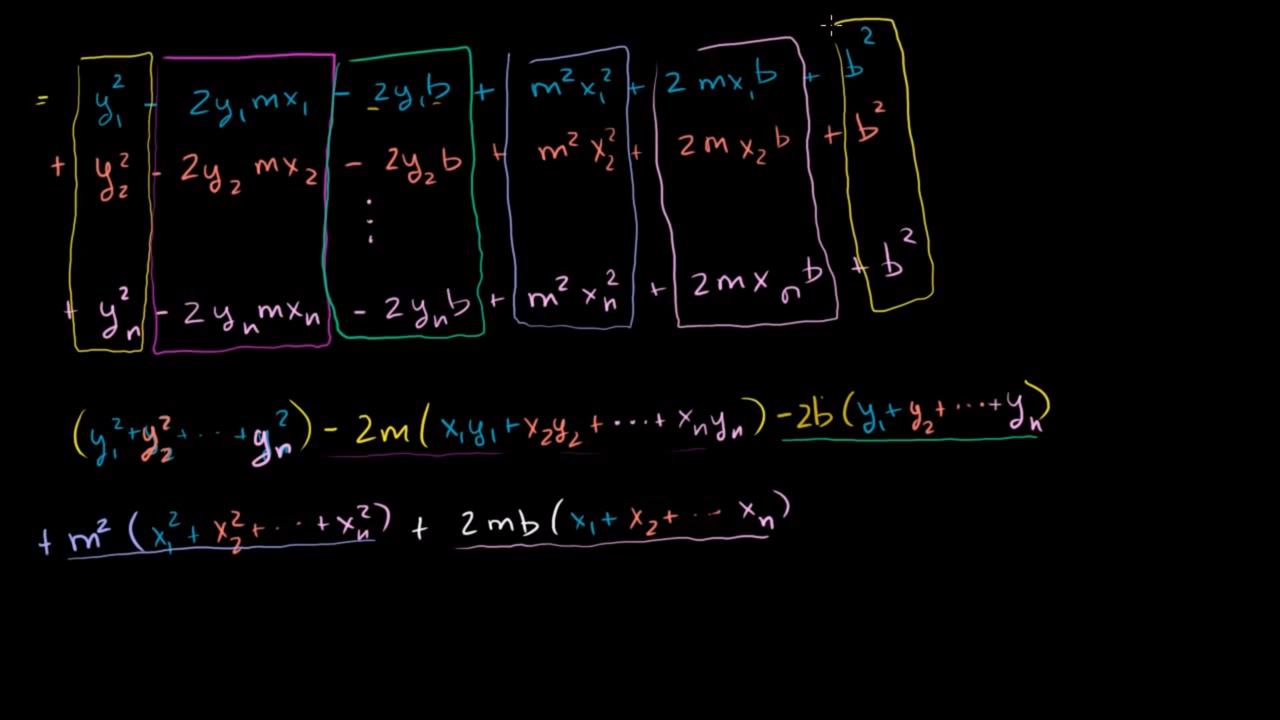 = y₁² - 2y₁mx₁ - 2y₁b + m²x₁² + 2mx₁b + b²
+ y₂² - 2y₂mx₂ - 2y₂b + m²x₂² + 2mx₂b + b²
⋮
+ yₙ² - 2yₙmxₙ - 2yₙb + m²xₙ² + 2mxₙb + b²
(y₁²+y₂²+···+yₙ²) - 2m(x₁y₁+x₂y₂+····+xₙyₙ) -2b(y₁+y₂+····+yₙ)
+ m²(x₁²+x₂²+···+xₙ²) + 2mb(x₁+x₂+···xₙ)